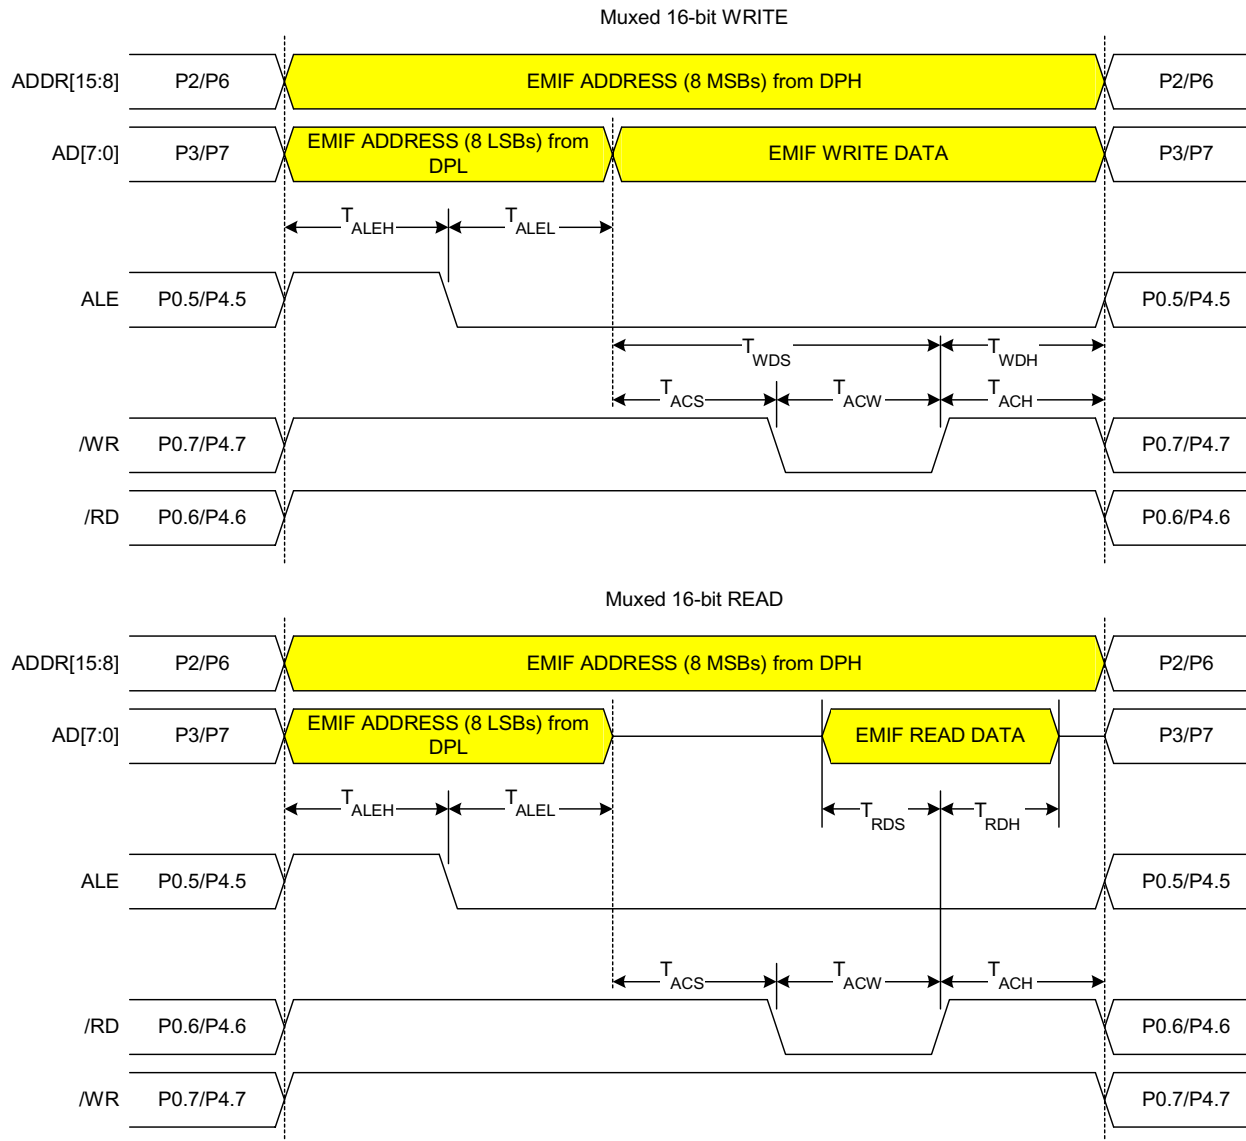 Muxed 16-bit WRITE
ADDR[15:8] P2/P6 EMIF ADDRESS (8 MSBs) from DPH P2/P6
AD[7:0] P3/P7 EMIF ADDRESS (8 LSBs) from DPL EMIF WRITE DATA P3/P7
TALEH TALEL
ALE P0.5/P4.5 P0.5/P4.5
TWDS TWDH
TACS TACW TACH
/WR P0.7/P4.7 P0.7/P4.7
/RD P0.6/P4.6 P0.6/P4.6
Muxed 16-bit READ
ADDR[15:8] P2/P6 EMIF ADDRESS (8 MSBs) from DPH P2/P6
AD[7:0] P3/P7 EMIF ADDRESS (8 LSBs) from DPL EMIF READ DATA P3/P7
TALEH TALEL TRDS TRDH
ALE P0.5/P4.5 P0.5/P4.5
TACS TACW TACH
/RD P0.6/P4.6 P0.6/P4.6
/WR P0.7/P4.7 P0.7/P4.7